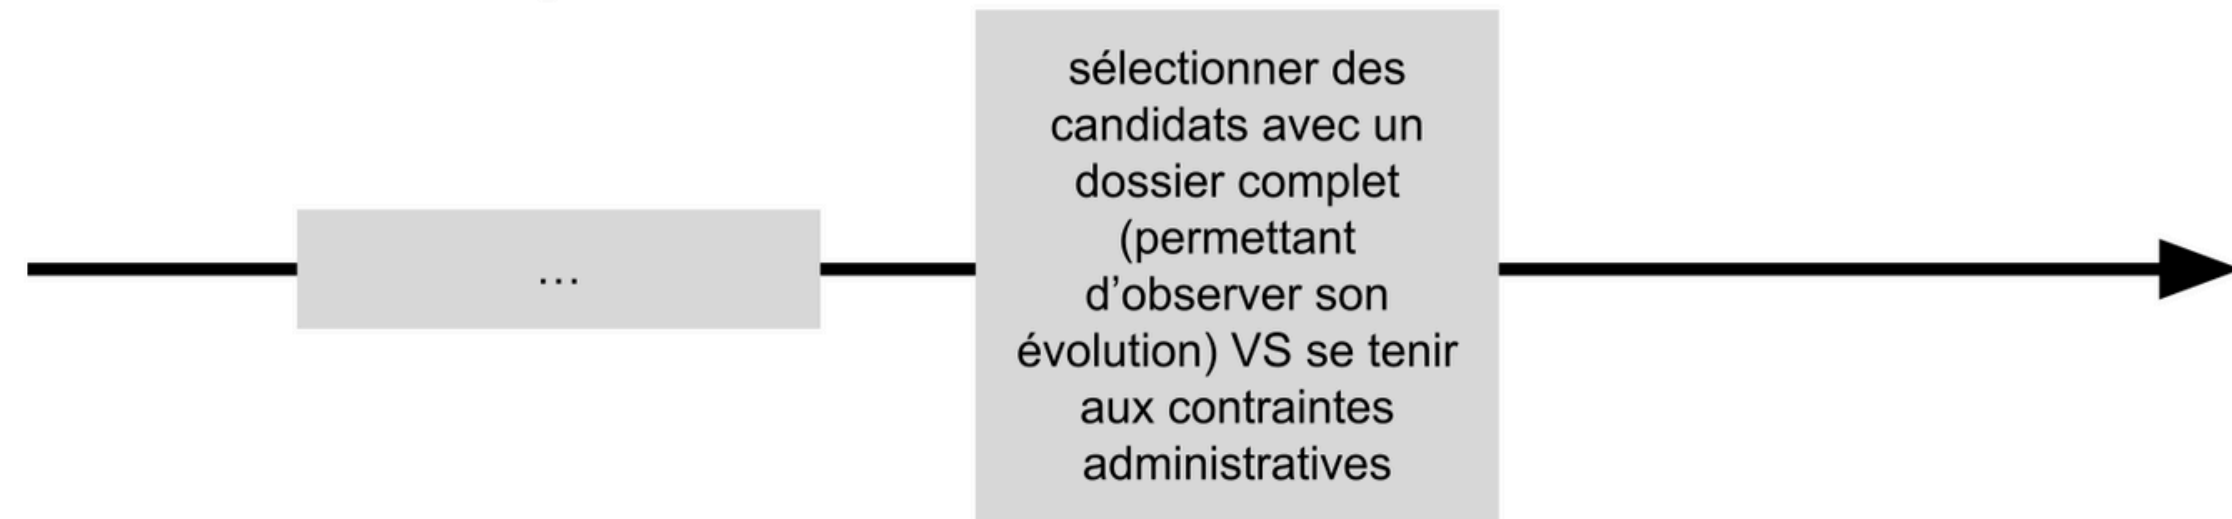 ...
sélectionner des
candidats avec un
dossier complet
(permettant
d’observer son
évolution) VS se tenir
aux contraintes
administratives